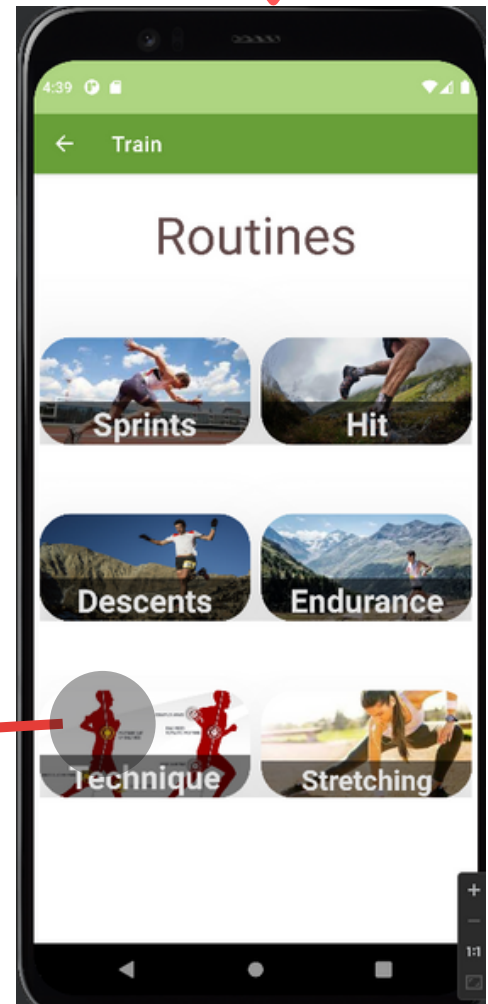 4:39
Train
Routines
Sprints
Hit
Descents
Endurance
Technique
Stretching
1:1